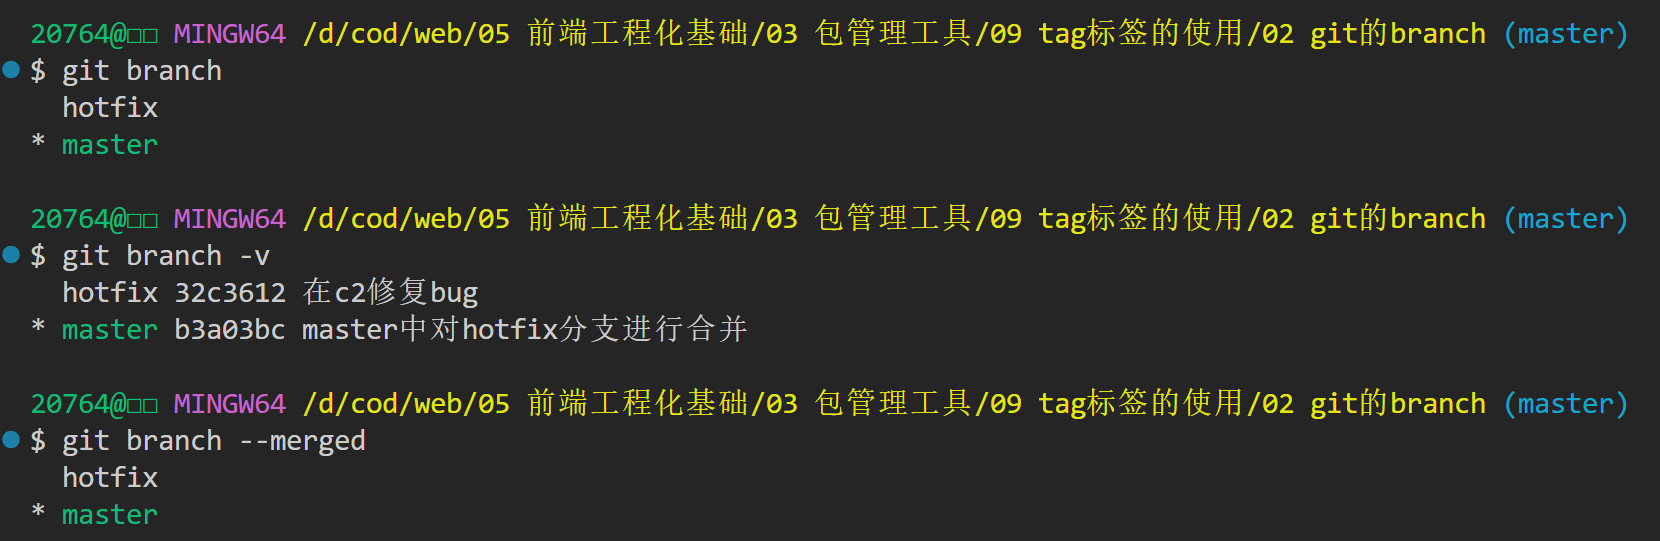 20764@□□ MINGW64 /d/cod/web/05 前端工程化基础/03 包管理工具/09 tag标签的使用/02 git的branch (master)
$ git branch
  hotfix
* master
20764@□□ MINGW64 /d/cod/web/05 前端工程化基础/03 包管理工具/09 tag标签的使用/02 git的branch (master)
$ git branch -v
  hotfix 32c3612 在c2修复bug
* master b3a03bc master中对hotfix分支进行合并
20764@□□ MINGW64 /d/cod/web/05 前端工程化基础/03 包管理工具/09 tag标签的使用/02 git的branch (master)
$ git branch --merged
  hotfix
* master